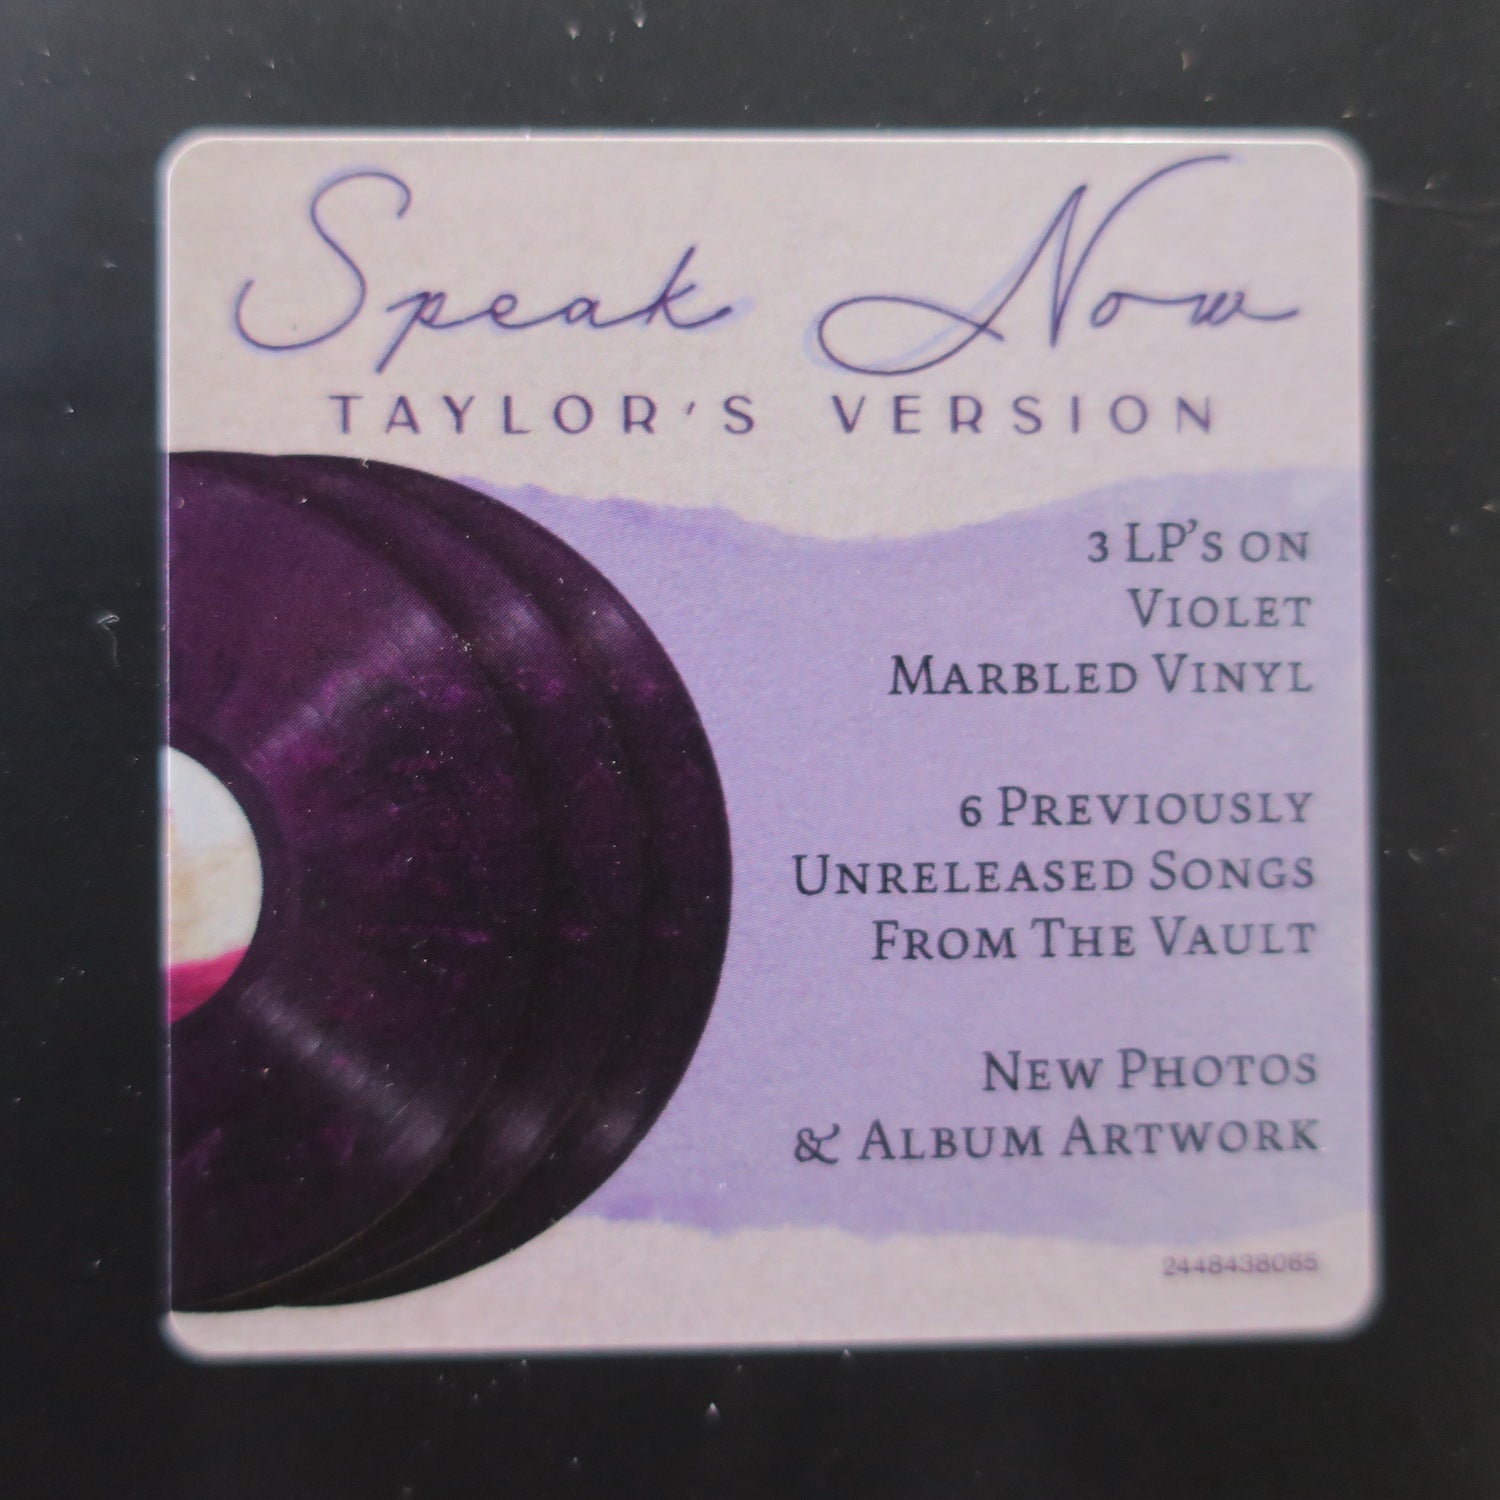 Speak Now
TAYLOR'S VERSION
3 LP's on
Violet
Marbled Vinyl
6 Previously
Unreleased Songs
From The Vault
New Photos
& Album Artwork
2448438065